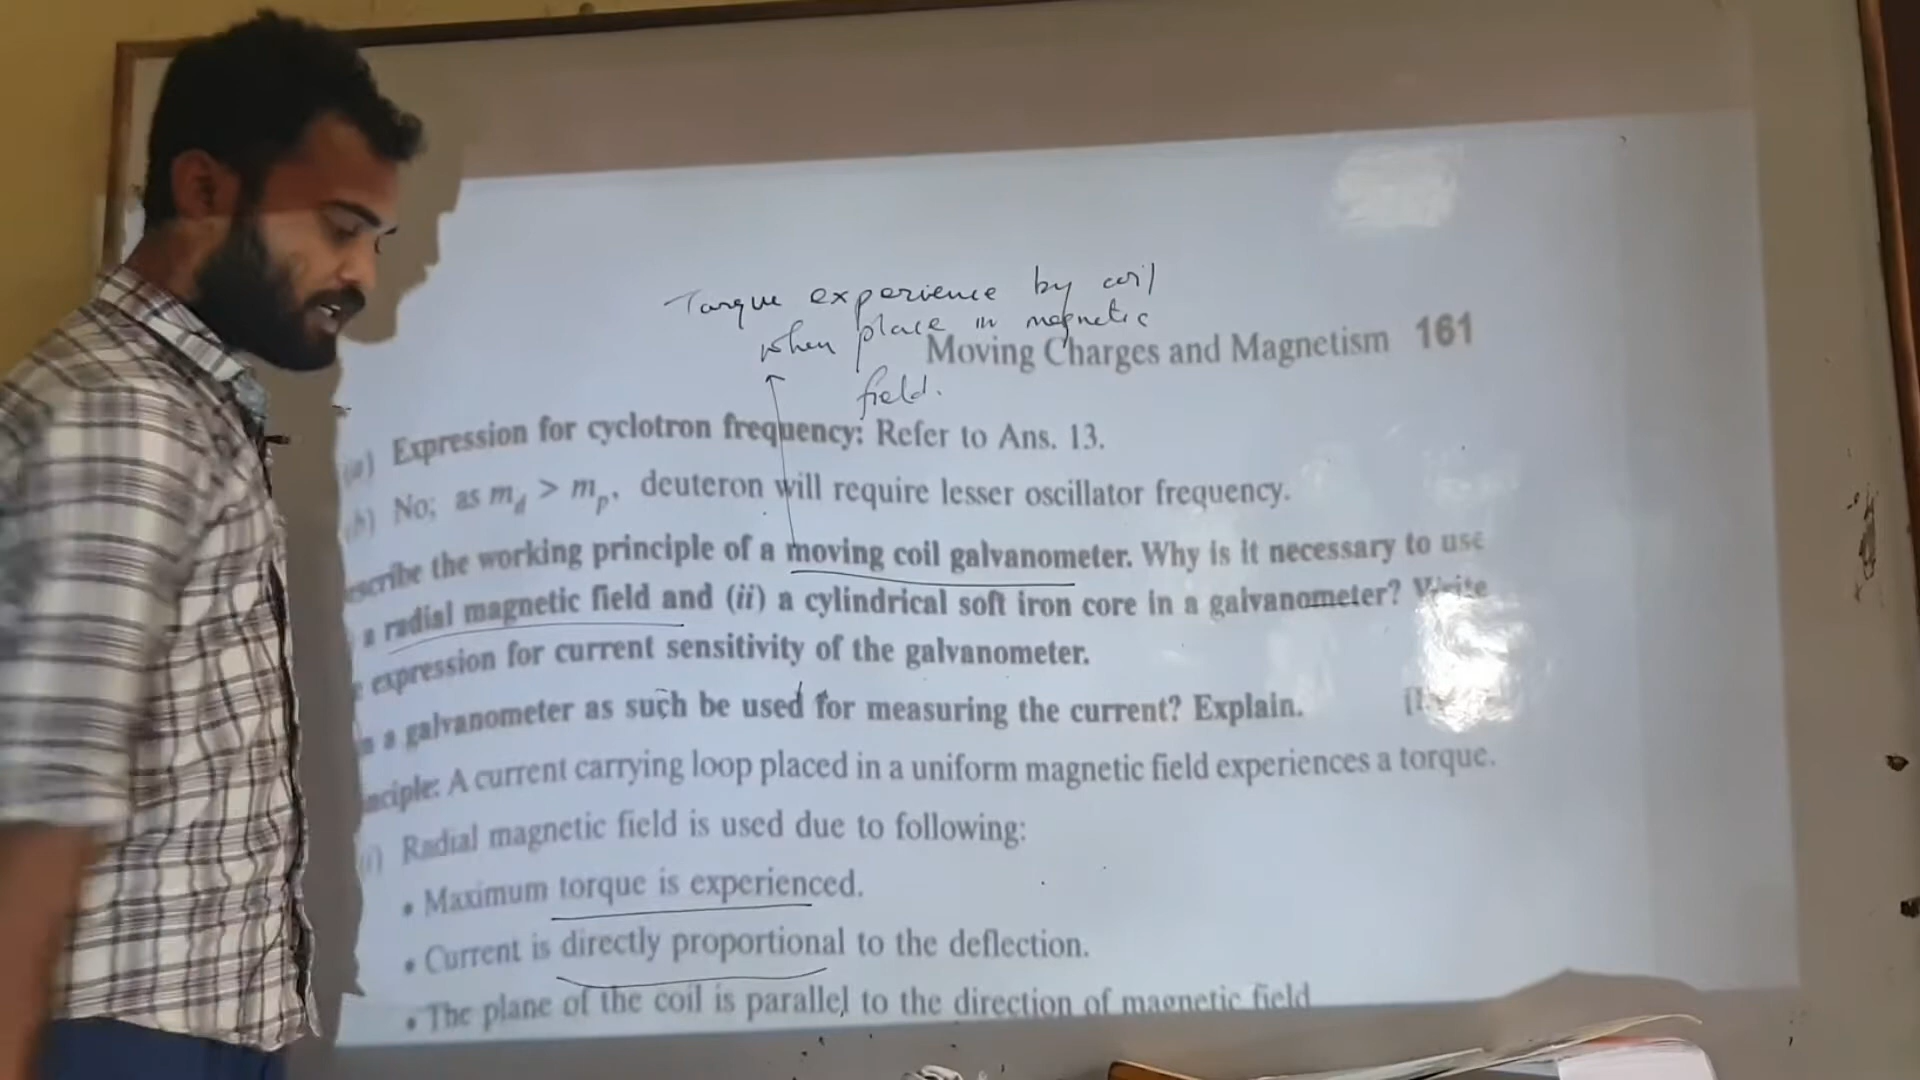 Torque experience by coil
when place in magnetic
field.
Moving Charges and Magnetism 161
(a) Expression for cyclotron frequency: Refer to Ans. 13.
(b) No; as m_d > m_p, deuteron will require lesser oscillator frequency.
escribe the working principle of a moving coil galvanometer. Why is it necessary to use
a radial magnetic field and (ii) a cylindrical soft iron core in a galvanometer? Write
expression for current sensitivity of the galvanometer.
a galvanometer as such be used for measuring the current? Explain.
nciple: A current carrying loop placed in a uniform magnetic field experiences a torque.
(i) Radial magnetic field is used due to following:
• Maximum torque is experienced.
• Current is directly proportional to the deflection.
• The plane of the coil is parallel to the direction of magnetic field